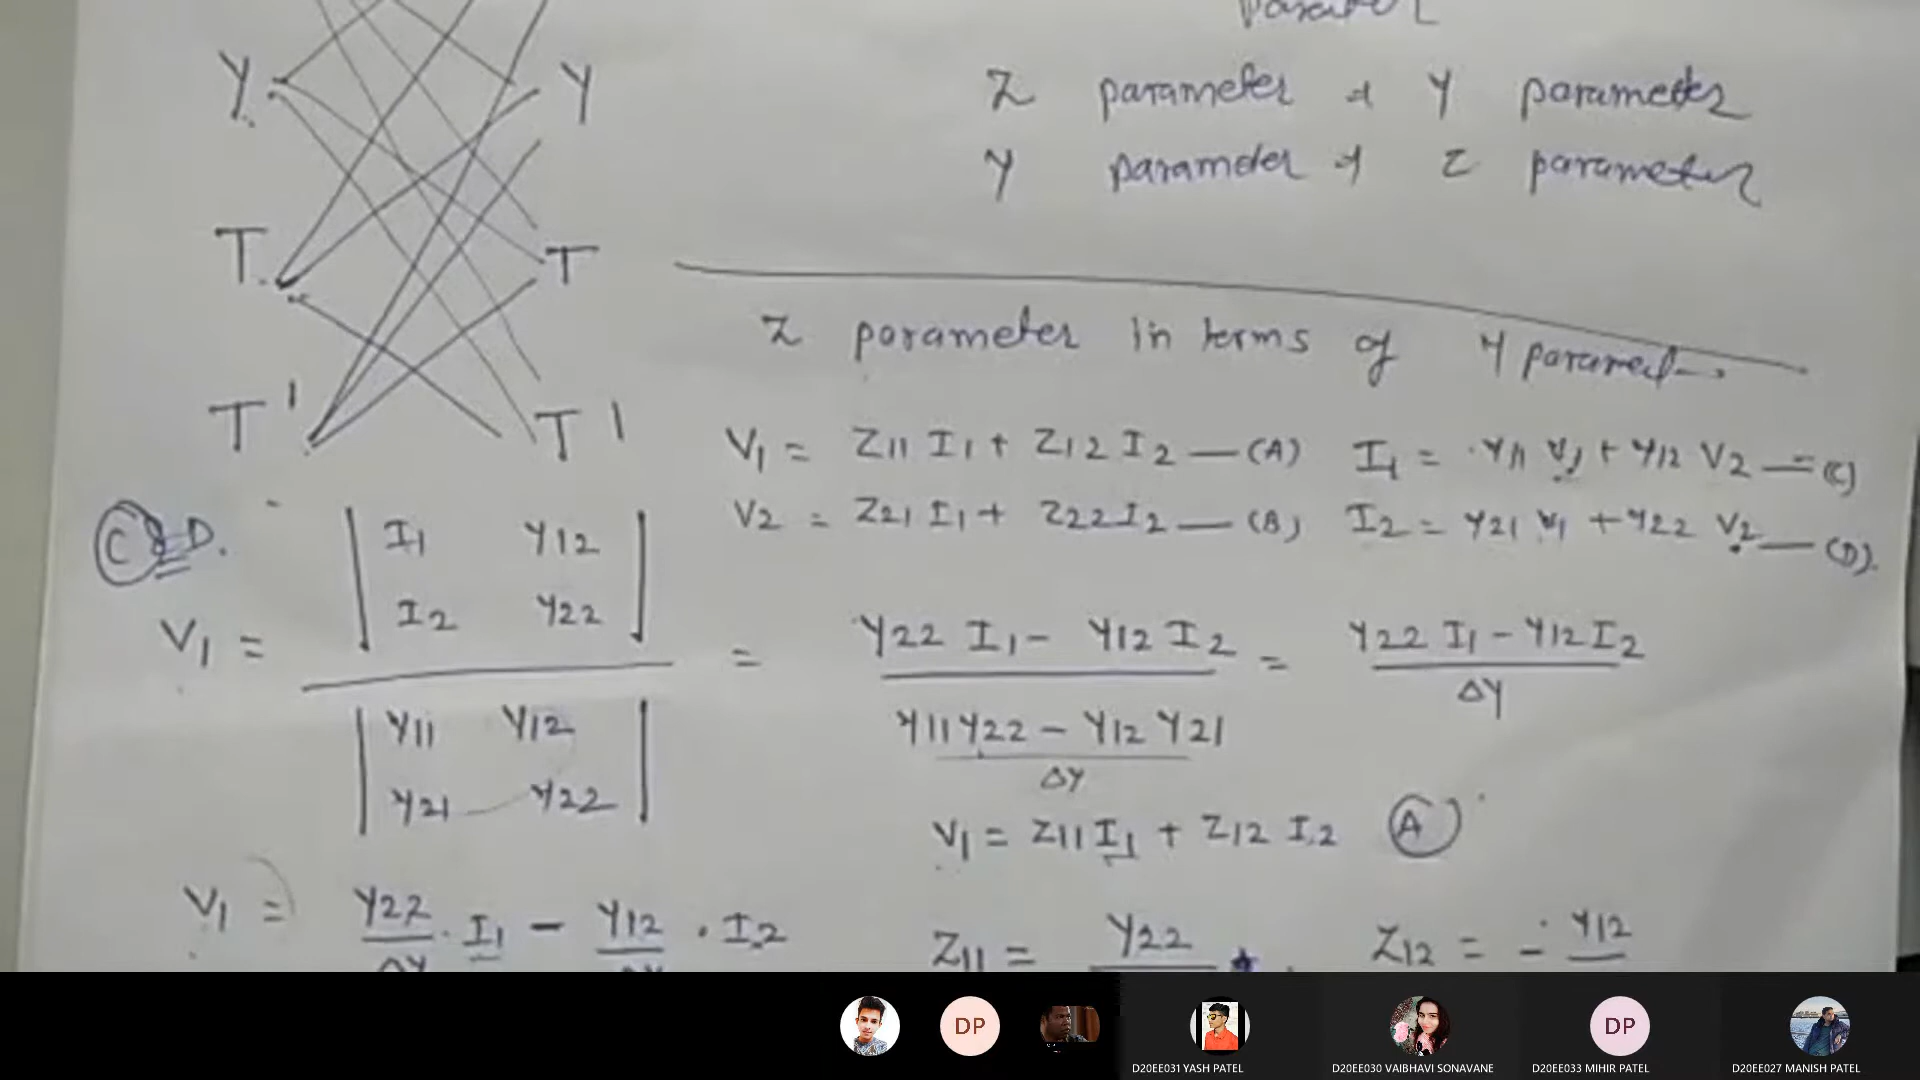 Z parameter → Y parameter
Y parameter → Z parameter
Y Y
T T
T' T'
Z parameter in terms of Y
V1 = Z11 I1 + Z12 I2 — (A) I1 = Y11 V1 + Y12 V2 — (C)
V2 = Z21 I1 + Z22 I2 — (B) I2 = Y21 V1 + Y22 V2 — (D).
C & D.
V1 = | I1 Y12 |
| I2 Y22 |
| Y11 Y12 |
| Y21 Y22 |
= Y22 I1 - Y12 I2 = Y22 I1 - Y12 I2
Y11 Y22 - Y12 Y21 ΔY
ΔY
V1 = Z11 I1 + Z12 I2 (A)
V1 = Y22 . I1 - Y12 . I2 Z11 = Y22 Z12 = - Y12
ΔY ΔY
DP DP
D20EE031 YASH PATEL D20EE030 VAIBHAVI SONAVANE D20EE033 MIHIR PATEL D20EE027 MANISH PATEL